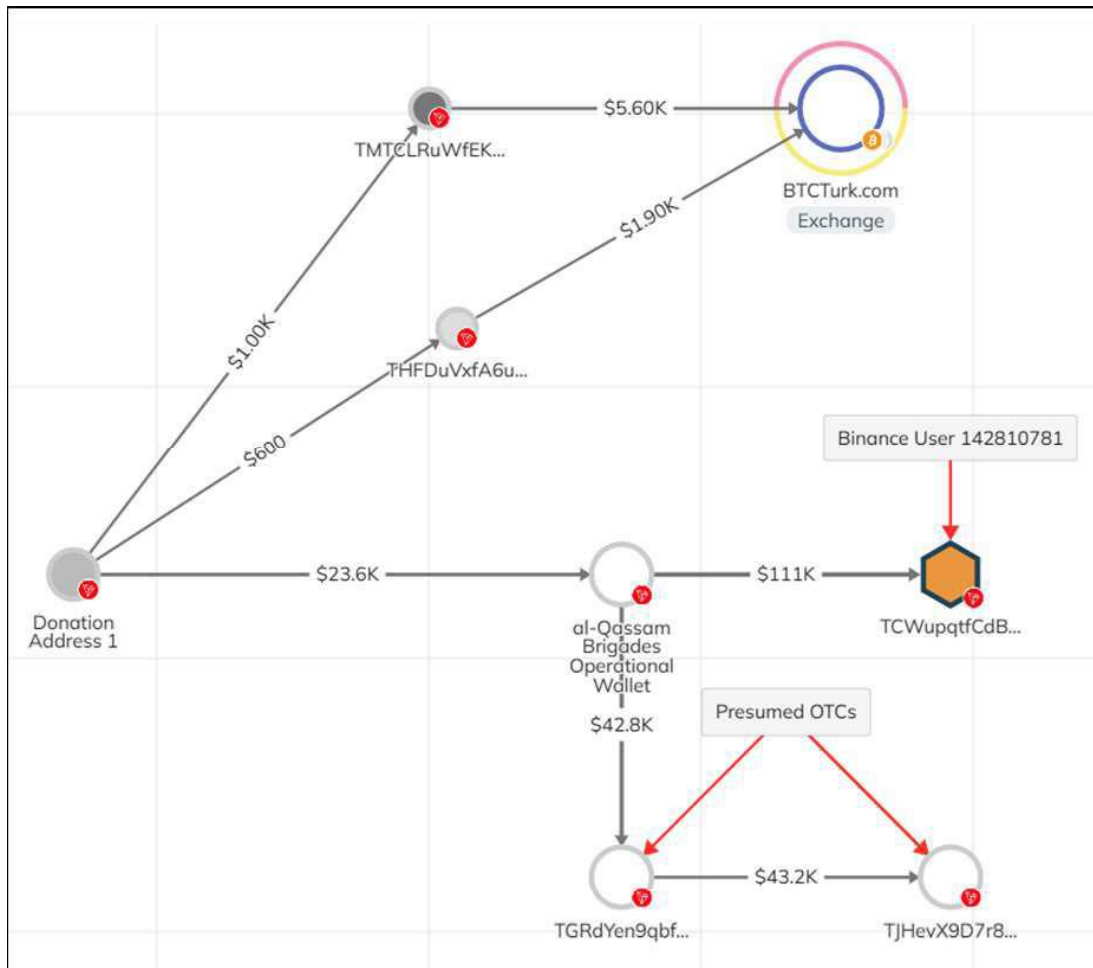 $5.60K
TMTCLRuWfEK...
BTCTurk.com
Exchange
$1.90K
$1.00K
THFDuVxfA6u...
$600
Binance User 142810781
$23.6K
$111K
Donation
Address 1
al-Qassam
Brigades
Operational
Wallet
TCWupqtfCdB...
$42.8K
Presumed OTCs
$43.2K
TGRdYen9qbf...
TJHevX9D7r8...